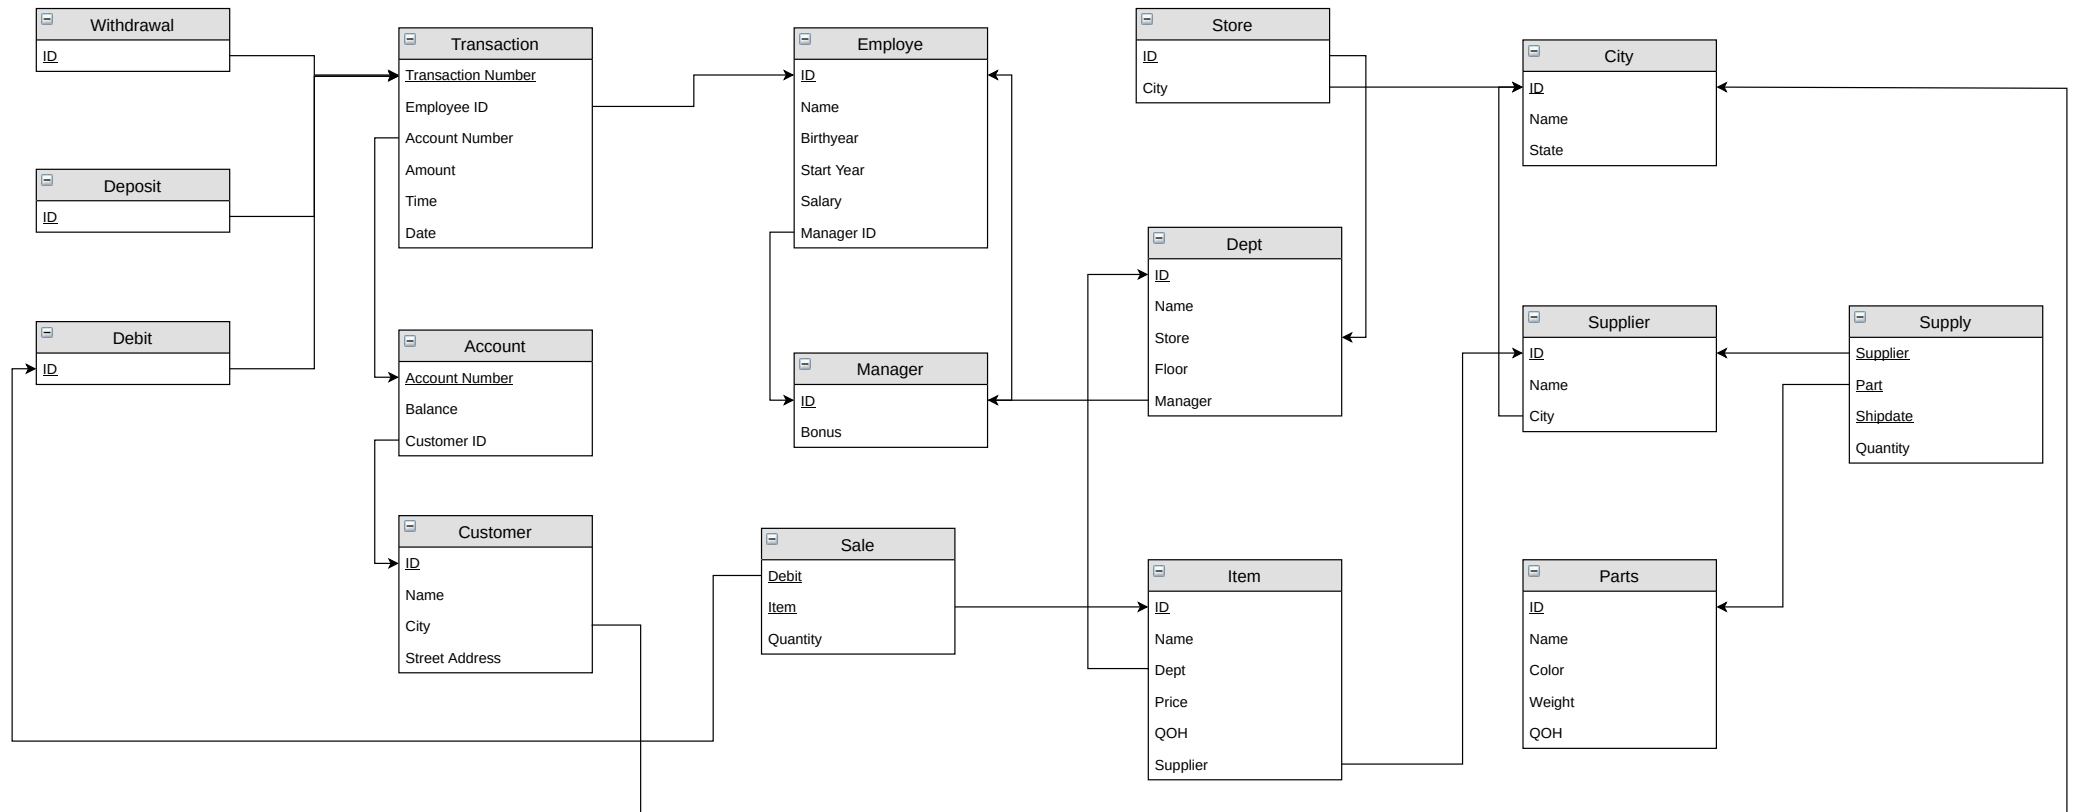 Withdrawal
ID
Deposit
ID
Debit
ID
Transaction
Transaction Number
Employee ID
Account Number
Amount
Time
Date
Account
Account Number
Balance
Customer ID
Customer
ID
Name
City
Street Address
Employe
ID
Name
Birthyear
Start Year
Salary
Manager ID
Manager
ID
Bonus
Sale
Debit
Item
Quantity
Store
ID
City
Dept
ID
Name
Store
Floor
Manager
Item
ID
Name
Dept
Price
QOH
Supplier
City
ID
Name
State
Supplier
ID
Name
City
Parts
ID
Name
Color
Weight
QOH
Supply
Supplier
Part
Shipdate
Quantity